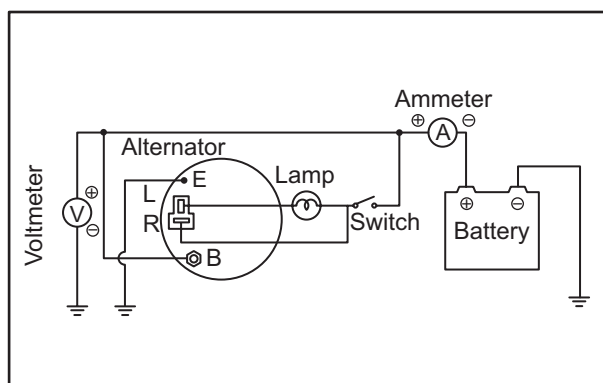 Ammeter
⊕ A ⊖
Alternator
E
Lamp
L
Voltmeter
⊕
V
⊖
R
Switch
⊕ ⊖
Battery
B